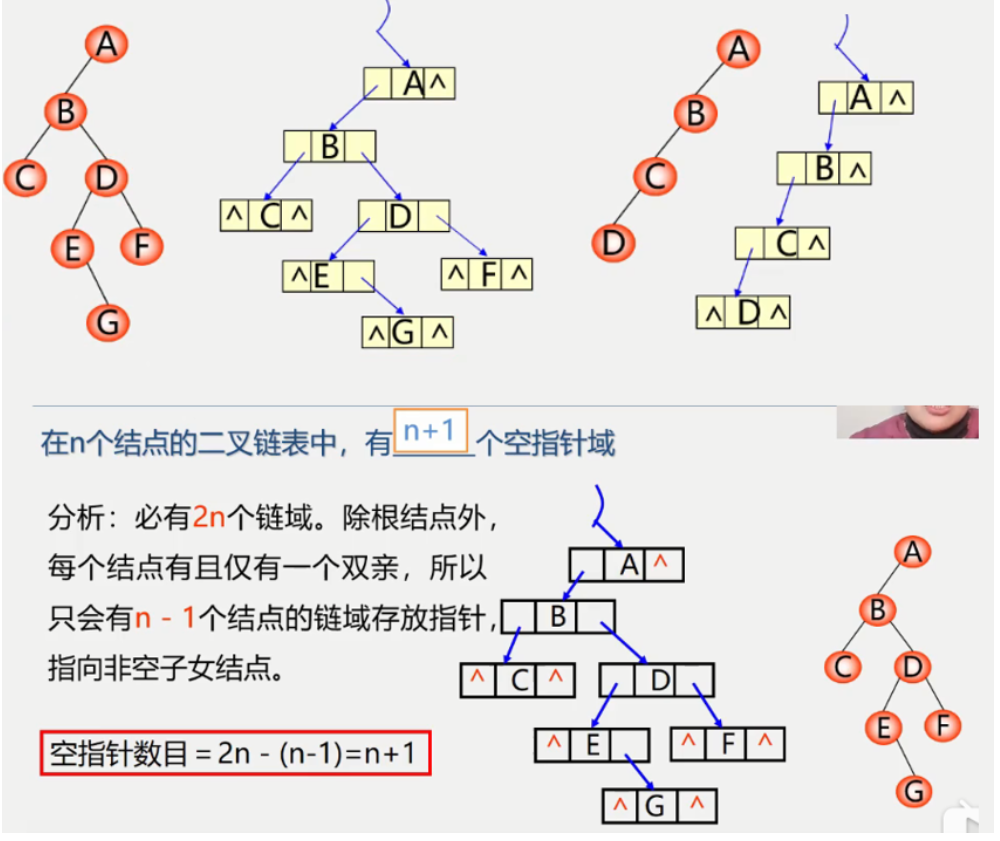 A
B
C D
E F
G
A ^
B
^ C ^ D
^ E ^ F ^
^ G ^
A
B
C
D
A ^
B ^
C ^
^ D ^
在n个结点的二叉链表中，有 n+1 个空指针域
分析：必有2n个链域。除根结点外，
每个结点有且仅有一个双亲，所以
只会有n - 1个结点的链域存放指针，
指向非空子女结点。
空指针数目＝2n - (n-1)=n+1
A ^
B
^ C ^ D
^ E ^ F ^
^ G ^
A
B
C D
E F
G